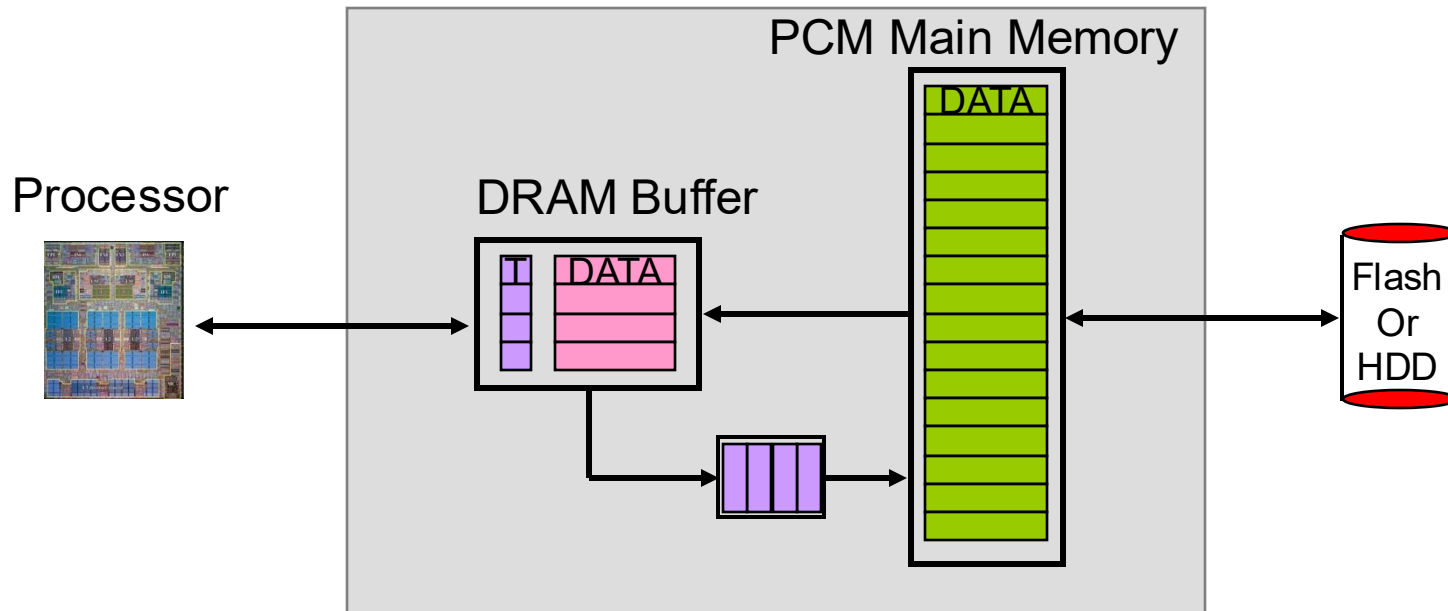 PCM Main Memory
DATA
Processor
DRAM Buffer
T
DATA
Flash
Or
HDD